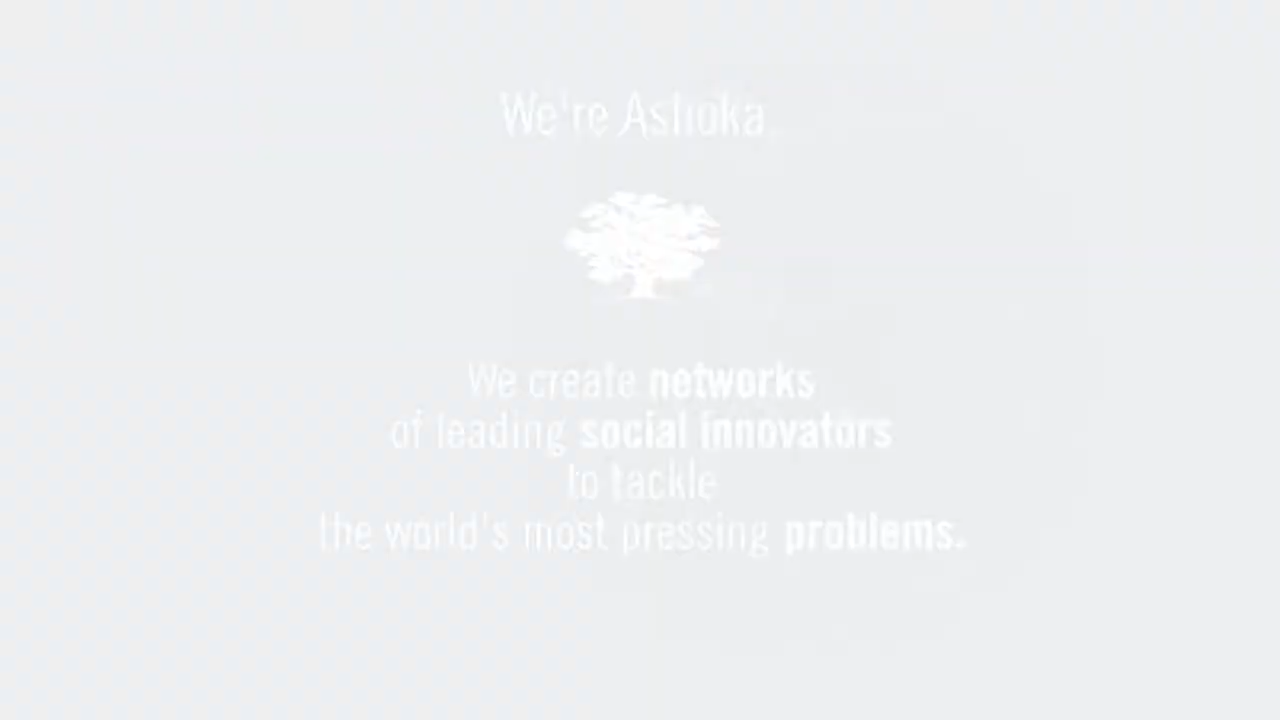 We're Ashoka
We create networks
of leading social innovators
to tackle
the world's most pressing problems.